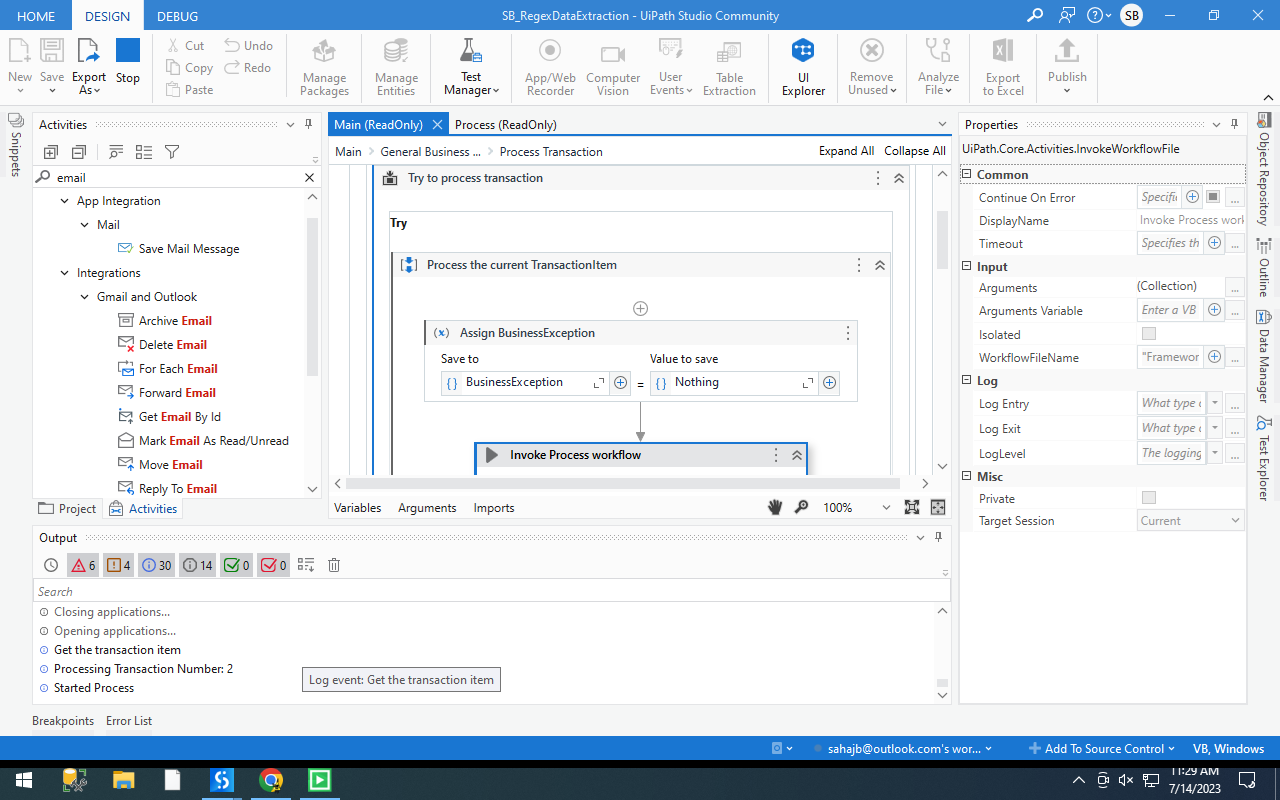 HOME DESIGN DEBUG SB_RegexDataExtraction - UiPath Studio Community SB
New Save Export As Stop Cut Copy Paste Undo Redo Manage Packages Manage Entities Test Manager App/Web Recorder Computer Vision User Events Table Extraction UI Explorer Remove Unused Analyze File Export to Excel Publish
Snippets
Activities
email
App Integration
Mail
Save Mail Message
Integrations
Gmail and Outlook
Archive Email
Delete Email
For Each Email
Forward Email
Get Email By Id
Mark Email As Read/Unread
Move Email
Reply To Email
Project Activities
Main (ReadOnly) Process (ReadOnly)
Main General Business ... Process Transaction Expand All Collapse All
Try to process transaction
Try
Process the current TransactionItem
(x) Assign BusinessException
Save to Value to save
{ } BusinessException = { } Nothing
Invoke Process workflow
Variables Arguments Imports 100%
Properties
UiPath.Core.Activities.InvokeWorkflowFile
Common
Continue On Error Specifi ...
DisplayName Invoke Process work
Timeout Specifies th ...
Input
Arguments (Collection) ...
Arguments Variable Enter a VB ...
Isolated
WorkflowFileName "Framewor ...
Log
Log Entry What type o ...
Log Exit What type o ...
LogLevel The logging ...
Misc
Private
Target Session Current
Object Repository
Outline
Data Manager
Test Explorer
Output
6 4 30 14 0 0
Search
Closing applications...
Opening applications...
Get the transaction item
Processing Transaction Number: 2
Started Process
Log event: Get the transaction item
Breakpoints Error List
sahajb@outlook.com's wor... Add To Source Control VB, Windows
11:29 AM
7/14/2023